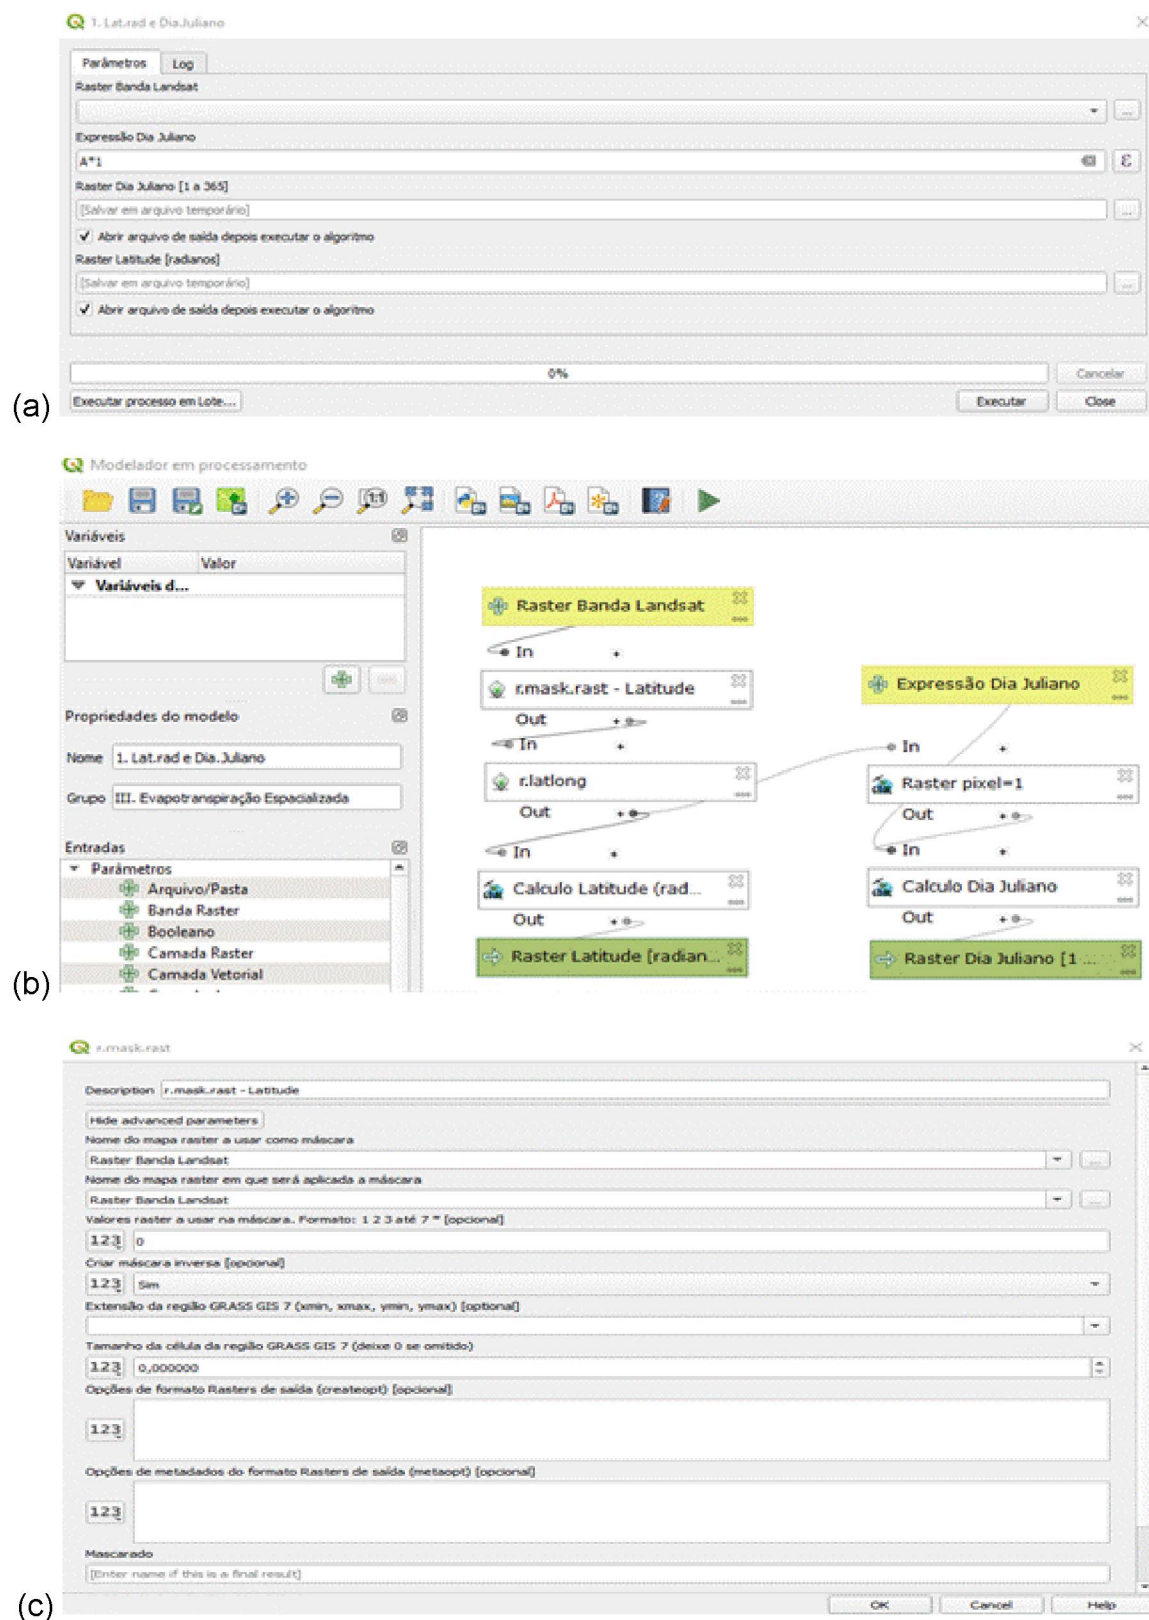 1. Lat.rad e Dia.Juliano
Parâmetros Log
Raster Banda Landsat
...
Expressão Dia Juliano
A*1
ε
Raster Dia Juliano [1 a 365]
[Salvar em arquivo temporário]
...
Abrir arquivo de saída depois executar o algoritmo
Raster Latitude [radianos]
[Salvar em arquivo temporário]
...
Abrir arquivo de saída depois executar o algoritmo
0% Cancelar
(a) Executar processo em Lote... Executar Close
Modelador em processamento
1:1
Variáveis
Variável Valor
Variáveis d...
Propriedades do modelo
Nome 1. Lat.rad e Dia.Juliano
Grupo III. Evapotranspiração Espacializada
Entradas
Parâmetros
Arquivo/Pasta
Banda Raster
Booleano
Camada Raster
Camada Vetorial
Raster Banda Landsat
In +
r.mask.rast - Latitude
Out +
In +
r.latlong
Out +
In +
Calculo Latitude (rad...
Out +
Raster Latitude [radian...
Expressão Dia Juliano
In +
Raster pixel=1
Out +
In +
Calculo Dia Juliano
Out +
Raster Dia Juliano [1 ...
(b)
r.mask.rast
Description r.mask.rast - Latitude
Hide advanced parameters
Nome do mapa raster a usar como máscara
Raster Banda Landsat ...
Nome do mapa raster em que será aplicada a máscara
Raster Banda Landsat ...
Valores raster a usar na máscara. Formato: 1 2 3 até 7 * [opcional]
123 0
Criar máscara inversa [opcional]
123 Sim
Extensão da região GRASS GIS 7 (xmin, xmax, ymin, ymax) [optional]
Tamanho da célula da região GRASS GIS 7 (deixe 0 se omitido)
123 0,000000
Opções de formato Rasters de saída (createopt) [opcional]
123
Opções de metadados do formato Rasters de saída (metaopt) [opcional]
123
Mascarado
[Enter name if this is a final result]
(c) OK Cancel Help